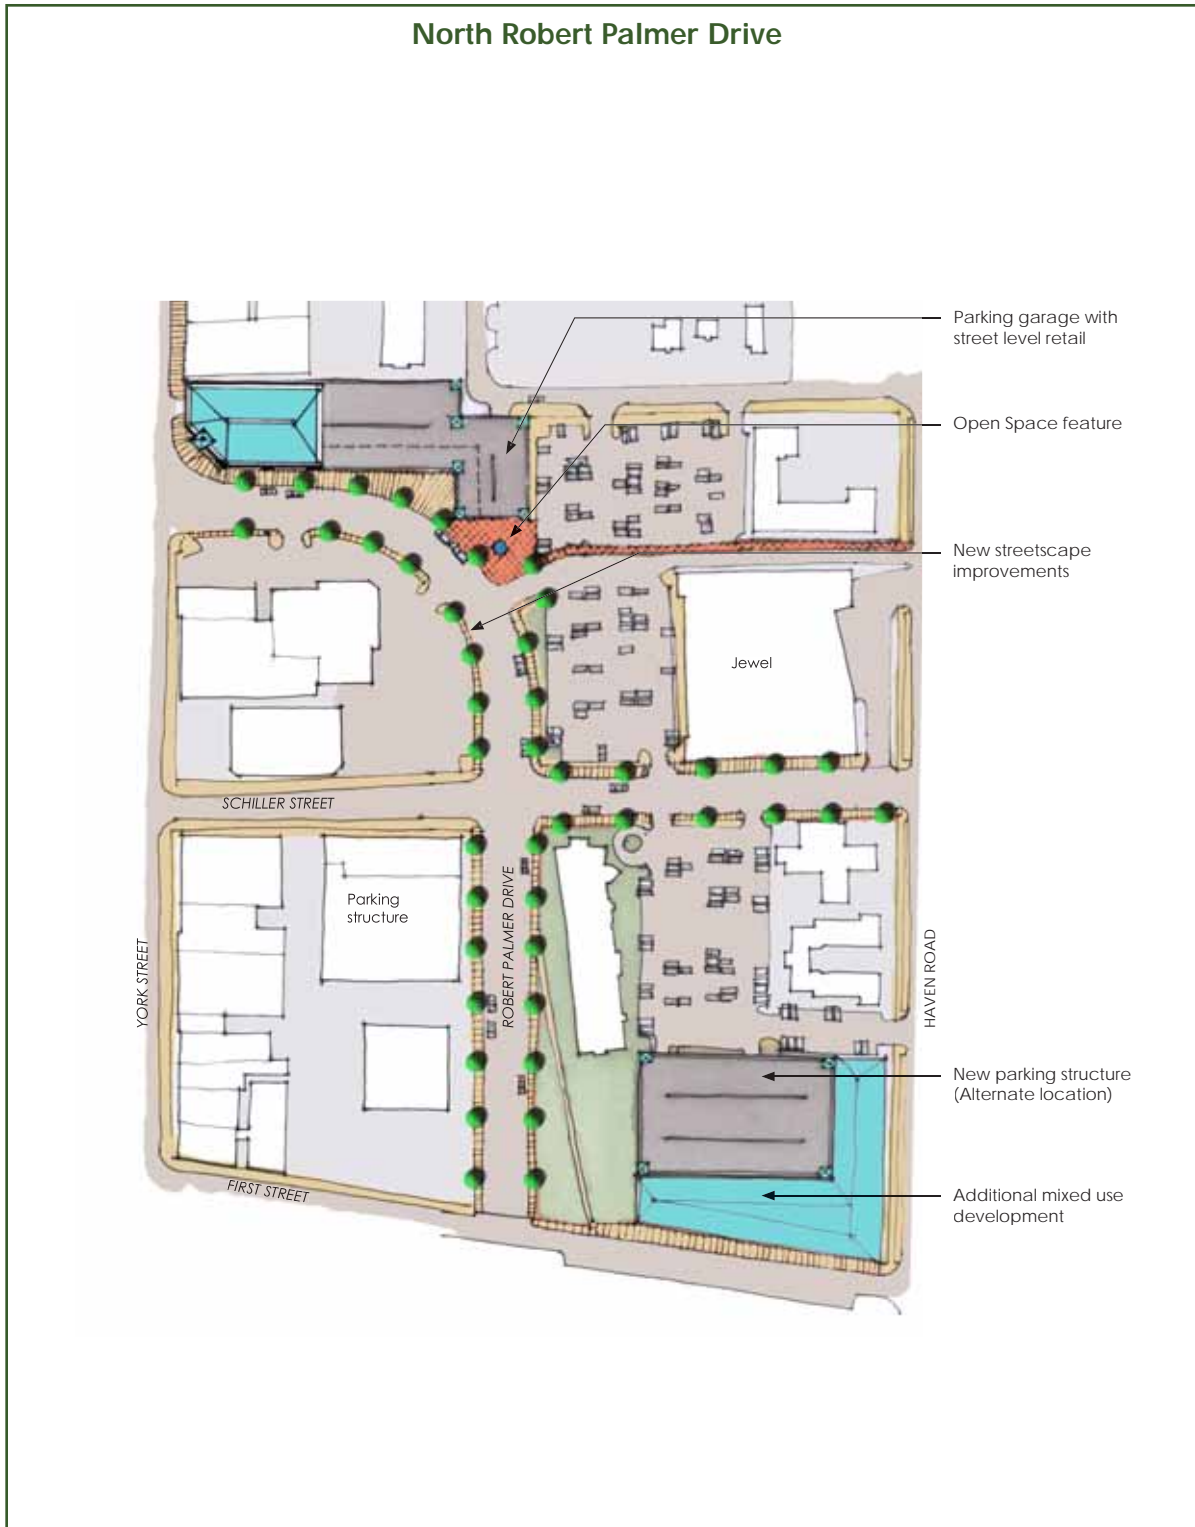 North Robert Palmer Drive
Parking garage with
street level retail
Open Space feature
New streetscape
improvements
Jewel
SCHILLER STREET
Parking
structure
YORK STREET
ROBERT PALMER DRIVE
HAVEN ROAD
New parking structure
(Alternate location)
FIRST STREET
Additional mixed use
development